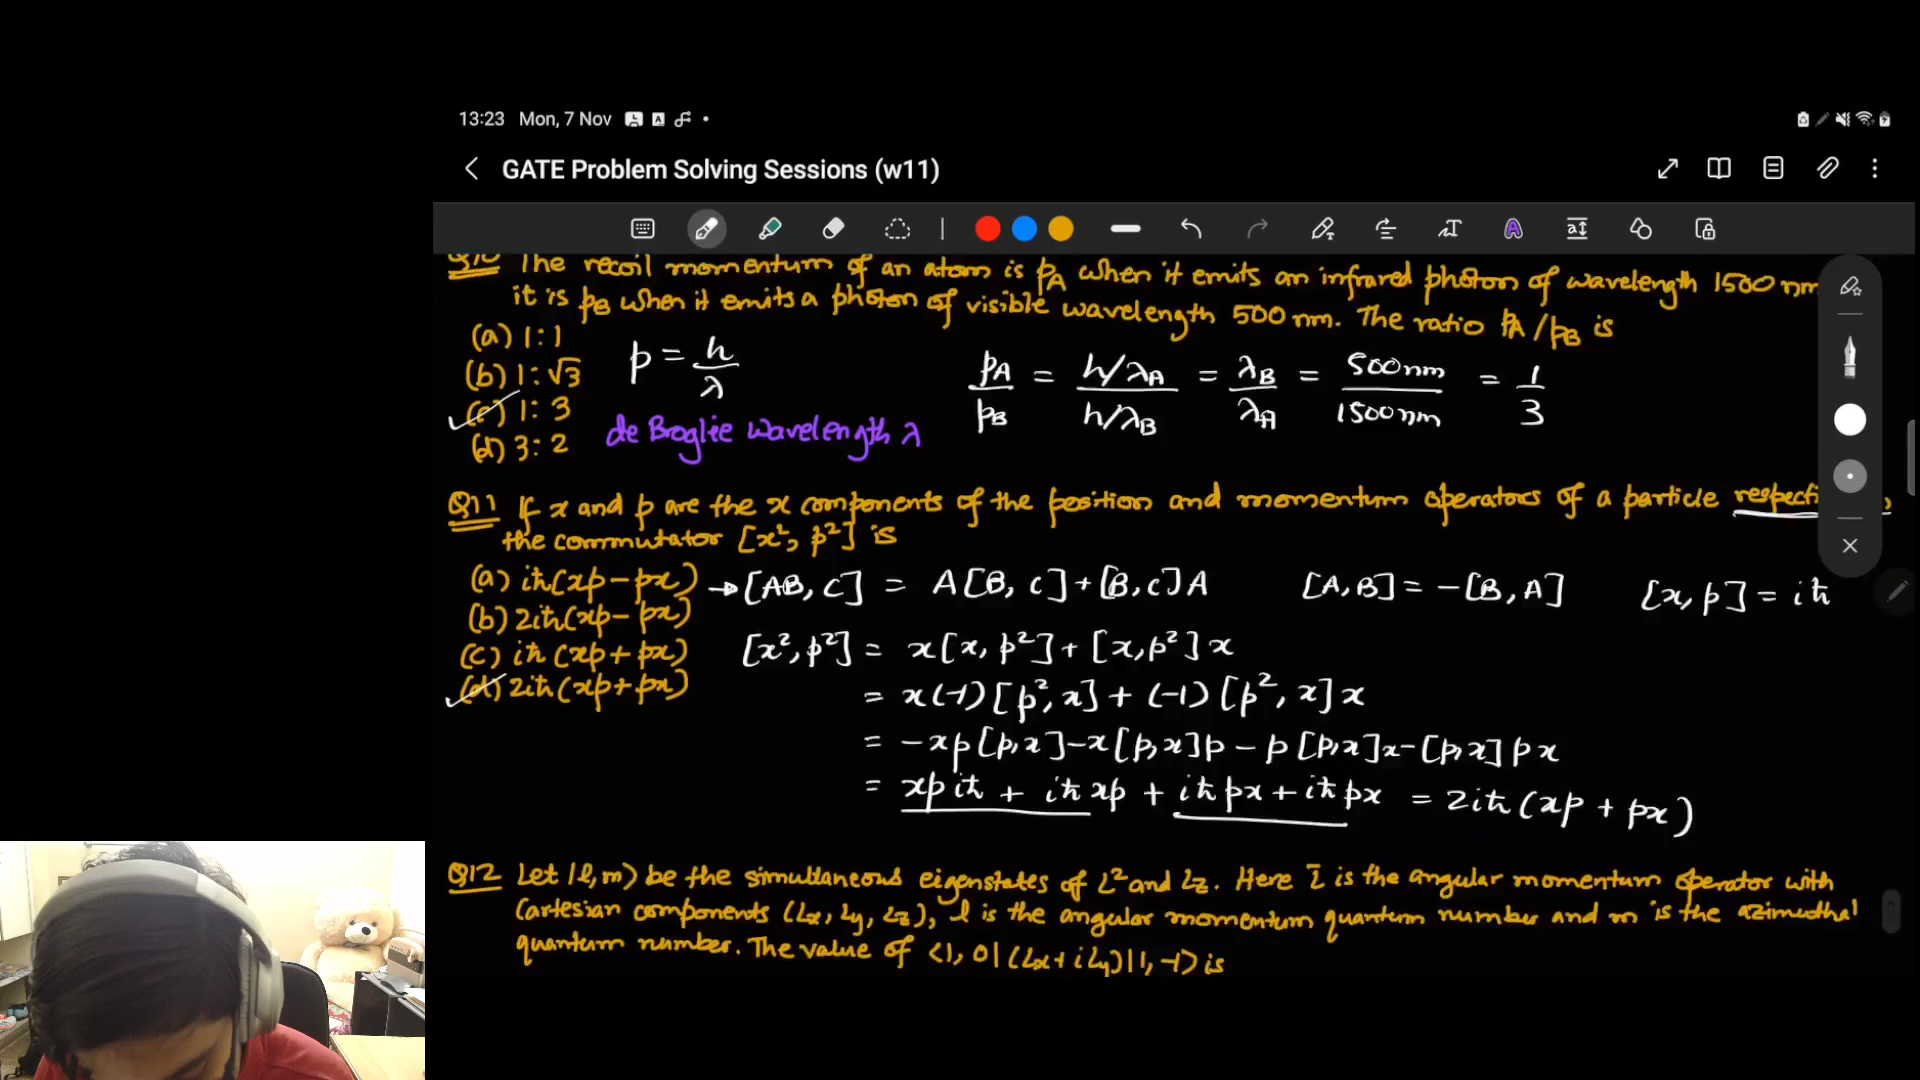 13:23 Mon, 7 Nov
GATE Problem Solving Sessions (w11)
Q10 The recoil momentum of an atom is pA when it emits an infrared photon of wavelength 1500 nm
it is pB when it emits a photon of visible wavelength 500 nm. The ratio pA/pB is
(a) 1:1
(b) 1:√3
(c) 1:3
(d) 3:2
p = h/λ
de Broglie wavelength λ
pA/pB = (h/λA)/(h/λB) = λB/λA = 500nm/1500nm = 1/3
Q11 If x and p are the x components of the position and momentum operators of a particle respecti
the commutator [x², p²] is
(a) iħ(xp-px)
(b) 2iħ(xp-px)
(c) iħ(xp+px)
(d) 2iħ(xp+px)
→[AB, C] = A[B, C]+[B,C]A [A,B] = -[B,A] [x,p] = iħ
[x²,p²] = x[x, p²]+[x,p²]x
= x(-1)[p²,x]+(-1)[p²,x]x
= -xp[p,x]-x[p,x]p-p[p,x]x-[p,x]px
= xpiħ + iħxp + iħpx+iħpx = 2iħ(xp+px)
Q12 Let |l,m) be the simultaneous eigenstates of L² and Lz. Here L̄ is the angular momentum operator with
Cartesian components (Lx, Ly, Lz), l is the angular momentum quantum number and m is the azimuthal
quantum number. The value of <1, 0|(Lx+iLy)|1,-1> is